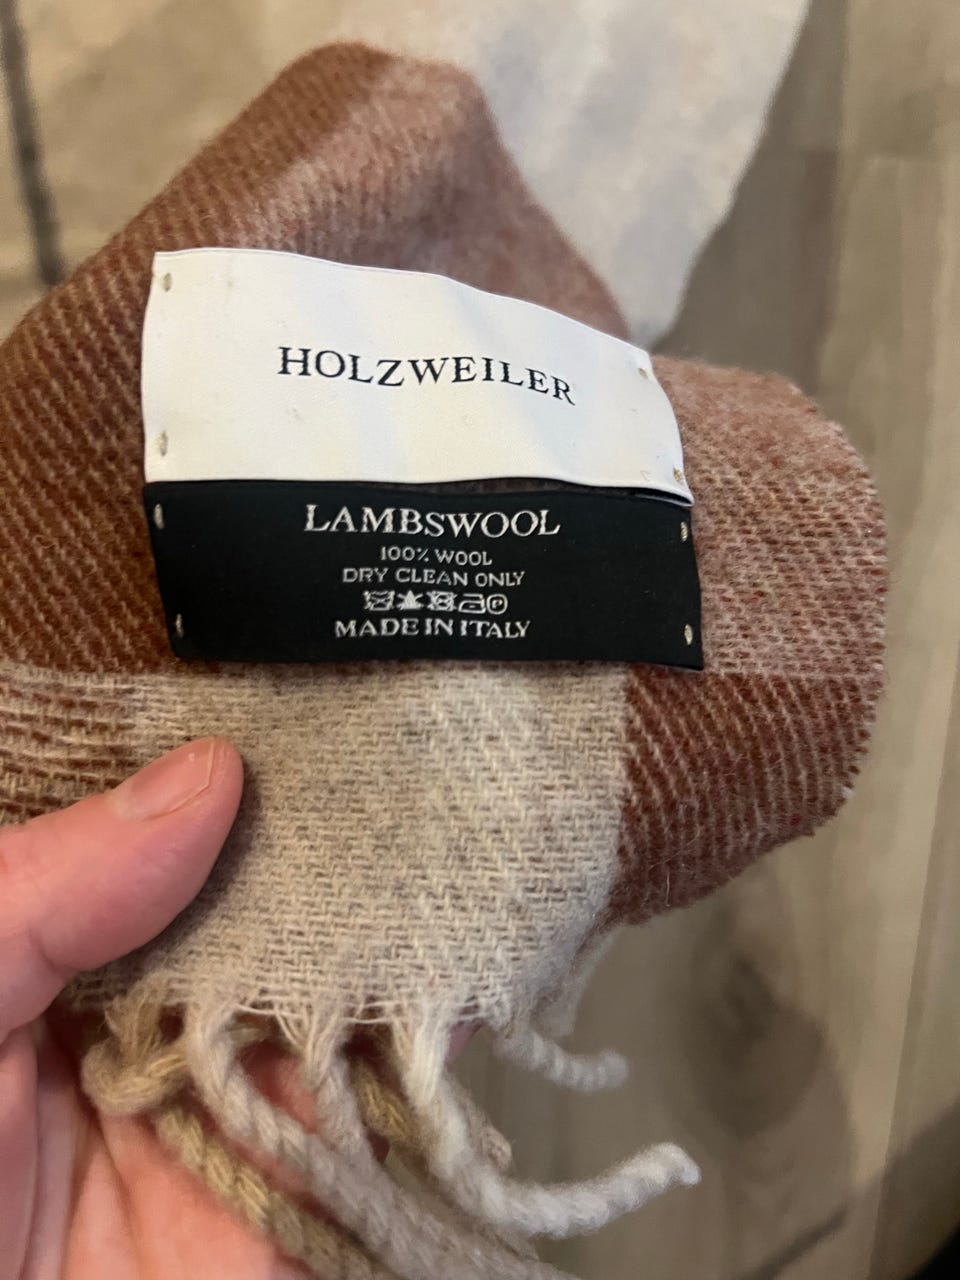 HOLZWEILER
LAMBSWOOL
100% WOOL
DRY CLEAN ONLY
P
MADE IN ITALY